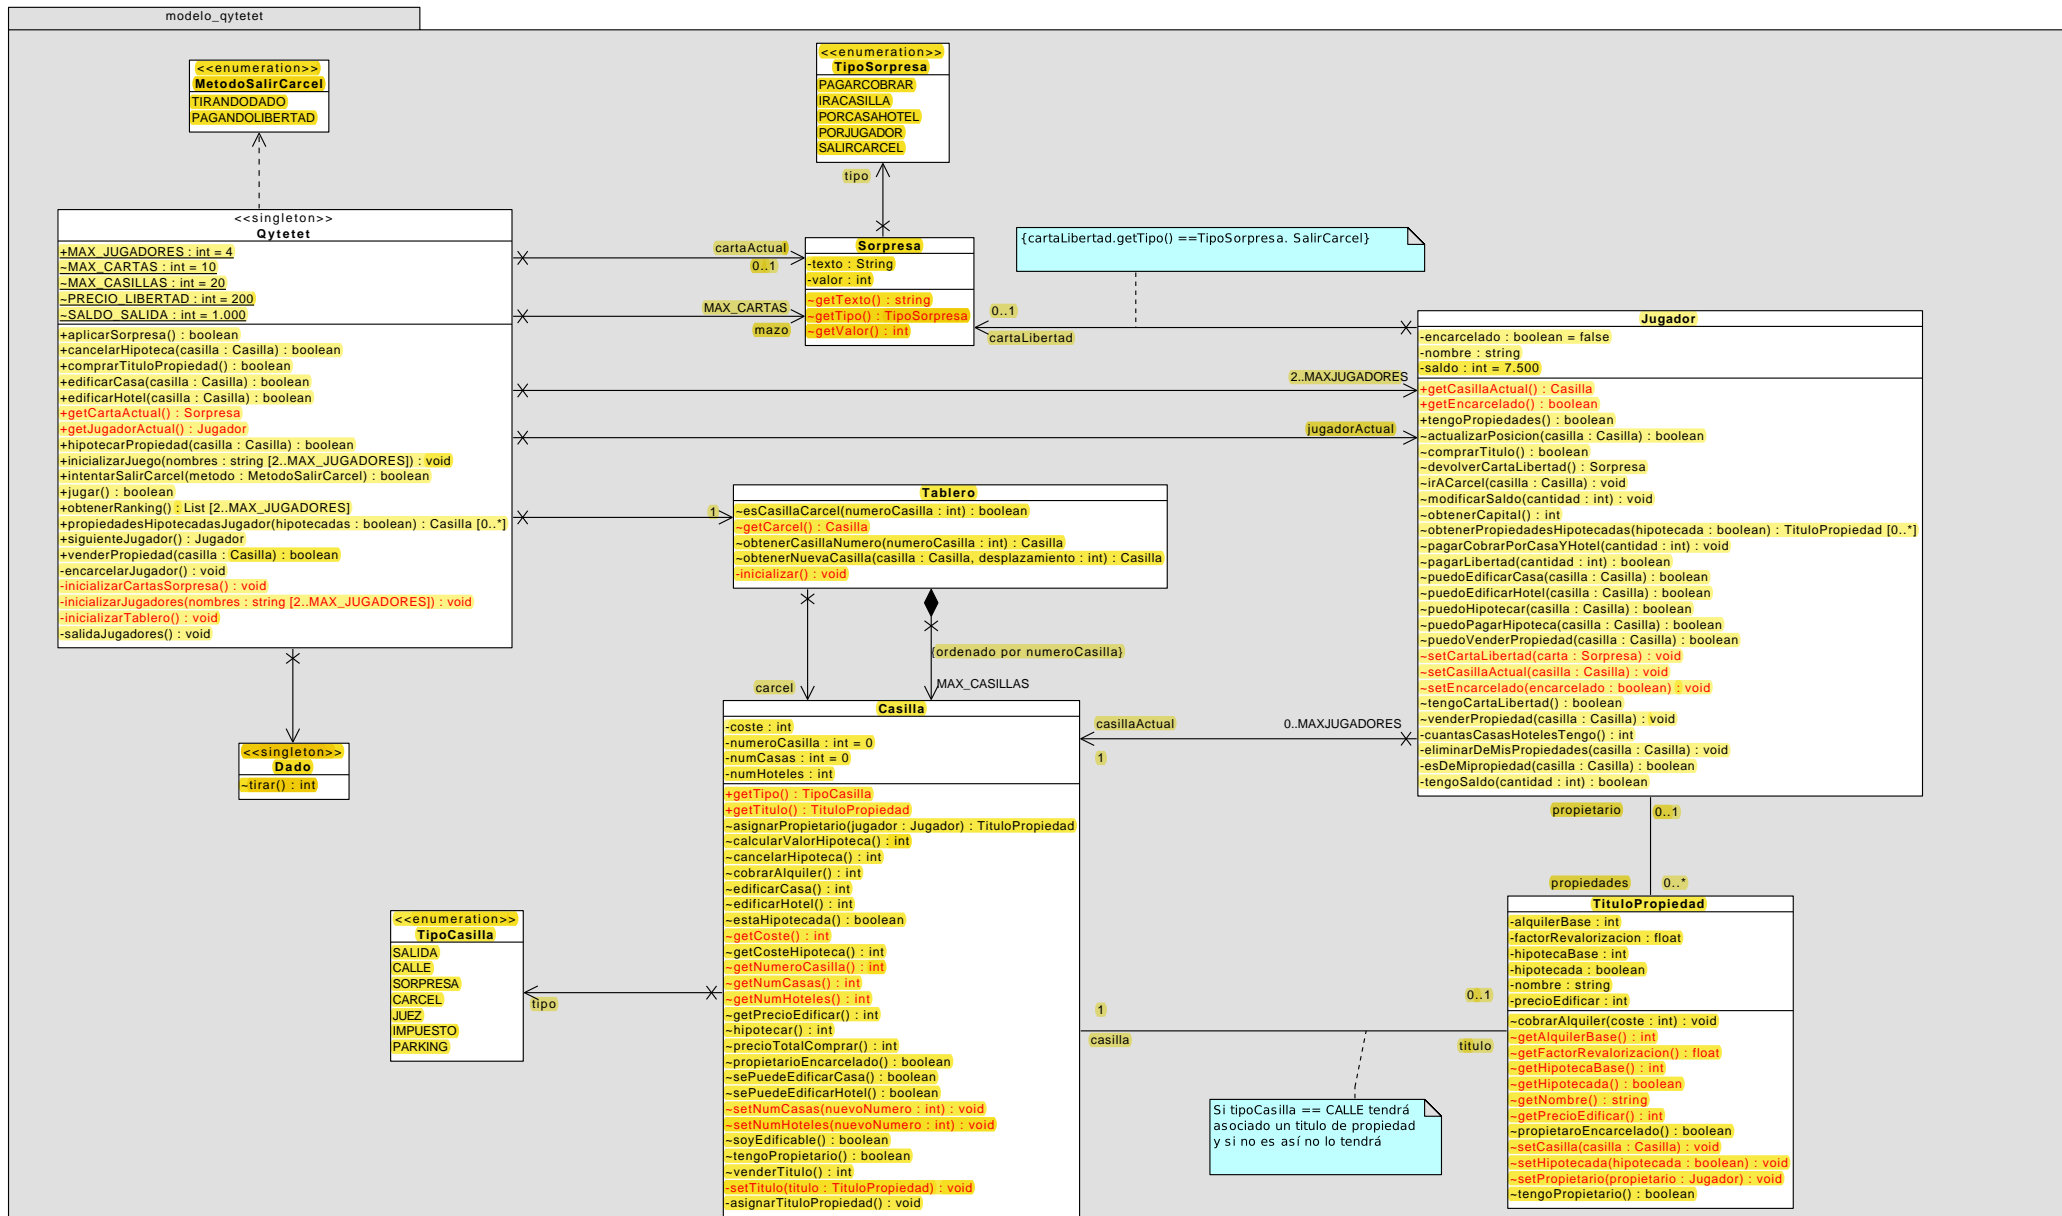 modelo_qytetet
<<enumeration>>
MetodoSalirCarcel
TIRANDODADO
PAGANDOLIBERTAD
<<enumeration>>
TipoSorpresa
PAGARCOBRAR
IRACASILLA
PORCASAHOTEL
PORJUGADOR
SALIRCARCEL
tipo
<<singleton>>
Qytetet
+MAX_JUGADORES : int = 4
~MAX_CARTAS : int = 10
~MAX_CASILLAS : int = 20
~PRECIO_LIBERTAD : int = 200
~SALDO_SALIDA : int = 1.000
+aplicarSorpresa() : boolean
+cancelarHipoteca(casilla : Casilla) : boolean
+comprarTituloPropiedad() : boolean
+edificarCasa(casilla : Casilla) : boolean
+edificarHotel(casilla : Casilla) : boolean
+getCartaActual() : Sorpresa
+getJugadorActual() : Jugador
+hipotecarPropiedad(casilla : Casilla) : boolean
+inicializarJuego(nombres : string [2..MAX_JUGADORES]) : void
+intentarSalirCarcel(metodo : MetodoSalirCarcel) : boolean
+jugar() : boolean
+obtenerRanking() : List [2..MAX_JUGADORES]
+propiedadesHipotecadasJugador(hipotecadas : boolean) : Casilla [0..*]
+siguienteJugador() : Jugador
+venderPropiedad(casilla : Casilla) : boolean
-encarcelarJugador() : void
-inicializarCartasSorpresa() : void
-inicializarJugadores(nombres : string [2..MAX_JUGADORES]) : void
-inicializarTablero() : void
-salidaJugadores() : void
cartaActual
0..1
MAX_CARTAS
mazo
Sorpresa
-texto : String
-valor : int
~getTexto() : string
~getTipo() : TipoSorpresa
~getValor() : int
{cartaLibertad.getTipo() ==TipoSorpresa. SalirCarcel}
0..1
cartaLibertad
2..MAXJUGADORES
jugadorActual
1
Jugador
-encarcelado : boolean = false
-nombre : string
-saldo : int = 7.500
+getCasillaActual() : Casilla
+getEncarcelado() : boolean
+tengoPropiedades() : boolean
~actualizarPosicion(casilla : Casilla) : boolean
~comprarTitulo() : boolean
~devolverCartaLibertad() : Sorpresa
~irACarcel(casilla : Casilla) : void
~modificarSaldo(cantidad : int) : void
~obtenerCapital() : int
~obtenerPropiedadesHipotecadas(hipotecada : boolean) : TituloPropiedad [0..*]
~pagarCobrarPorCasaYHotel(cantidad : int) : void
~pagarLibertad(cantidad : int) : boolean
~puedoEdificarCasa(casilla : Casilla) : boolean
~puedoEdificarHotel(casilla : Casilla) : boolean
~puedoHipotecar(casilla : Casilla) : boolean
~puedoPagarHipoteca(casilla : Casilla) : boolean
~puedoVenderPropiedad(casilla : Casilla) : boolean
~setCartaLibertad(carta : Sorpresa) : void
~setCasillaActual(casilla : Casilla) : void
~setEncarcelado(encarcelado : boolean) : void
~tengoCartaLibertad() : boolean
~venderPropiedad(casilla : Casilla) : void
-cuantasCasasHotelesTengo() : int
-eliminarDeMisPropiedades(casilla : Casilla) : void
-esDeMipropiedad(casilla : Casilla) : boolean
-tengoSaldo(cantidad : int) : boolean
Tablero
~esCasillaCarcel(numeroCasilla : int) : boolean
~getCarcel() : Casilla
~obtenerCasillaNumero(numeroCasilla : int) : Casilla
~obtenerNuevaCasilla(casilla : Casilla, desplazamiento : int) : Casilla
-inicializar() : void
{ordenado por numeroCasilla}
carcel
MAX_CASILLAS
<<singleton>>
Dado
~tirar() : int
Casilla
-coste : int
-numeroCasilla : int = 0
-numCasas : int = 0
-numHoteles : int
+getTipo() : TipoCasilla
+getTitulo() : TituloPropiedad
~asignarPropietario(jugador : Jugador) : TituloPropiedad
~calcularValorHipoteca() : int
~cancelarHipoteca() : int
~cobrarAlquiler() : int
~edificarCasa() : int
~edificarHotel() : int
~estaHipotecada() : boolean
~getCoste() : int
~getCosteHipoteca() : int
~getNumeroCasilla() : int
~getNumCasas() : int
~getNumHoteles() : int
~getPrecioEdificar() : int
~hipotecar() : int
~precioTotalComprar() : int
~propietarioEncarcelado() : boolean
~sePuedeEdificarCasa() : boolean
~sePuedeEdificarHotel() : boolean
~setNumCasas(nuevoNumero : int) : void
~setNumHoteles(nuevoNumero : int) : void
~soyEdificable() : boolean
~tengoPropietario() : boolean
~venderTitulo() : int
-setTitulo(titulo : TituloPropiedad) : void
-asignarTituloPropiedad() : void
casillaActual
0..MAXJUGADORES
1
<<enumeration>>
TipoCasilla
SALIDA
CALLE
SORPRESA
CARCEL
JUEZ
IMPUESTO
PARKING
tipo
propietario
0..1
propiedades
0..*
TituloPropiedad
-alquilerBase : int
-factorRevalorizacion : float
-hipotecaBase : int
-hipotecada : boolean
-nombre : string
-precioEdificar : int
~cobrarAlquiler(coste : int) : void
~getAlquilerBase() : int
~getFactorRevalorizacion() : float
~getHipotecaBase() : int
~getHipotecada() : boolean
~getNombre() : string
~getPrecioEdificar() : int
~propietaroEncarcelado() : boolean
~setCasilla(casilla : Casilla) : void
~setHipotecada(hipotecada : boolean) : void
~setPropietario(propietario : Jugador) : void
~tengoPropietario() : boolean
0..1
1
casilla
titulo
Si tipoCasilla == CALLE tendrá
asociado un titulo de propiedad
y si no es así no lo tendrá